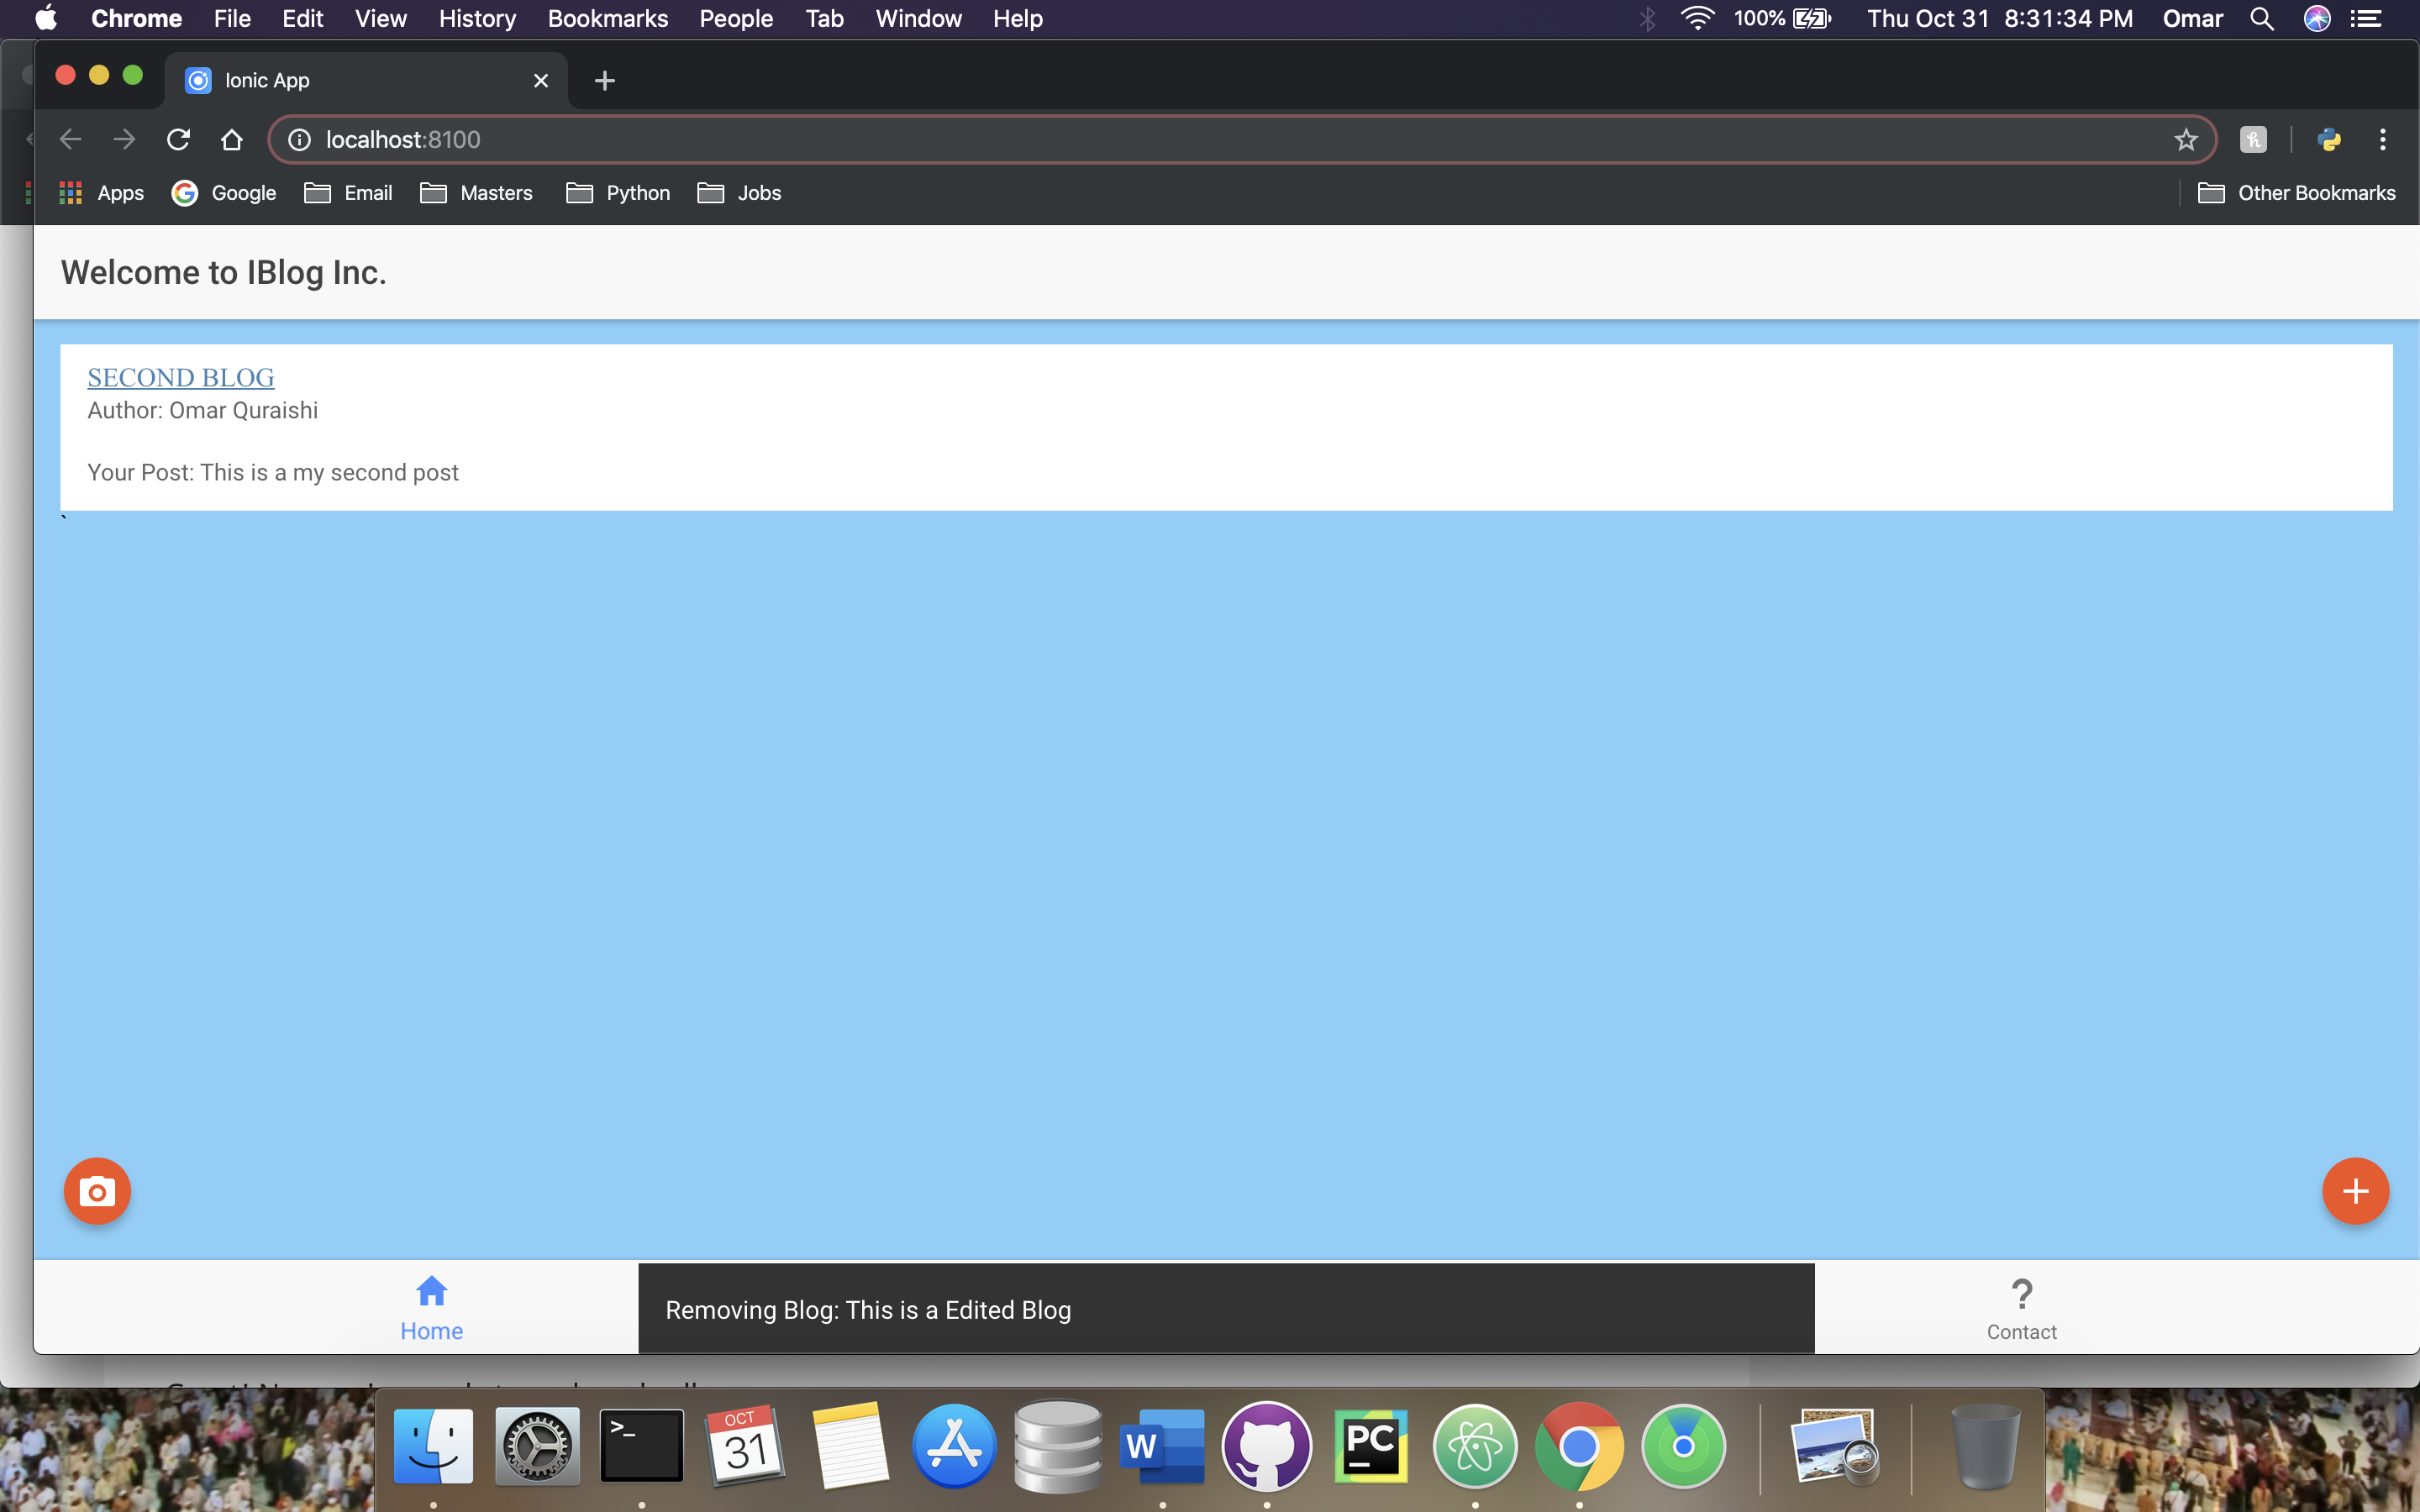 Chrome File Edit View History Bookmarks People Tab Window Help 100% Thu Oct 31 8:31:34 PM Omar
Ionic App
localhost:8100
Apps Google Email Masters Python Jobs Other Bookmarks
Welcome to IBlog Inc.
SECOND BLOG
Author: Omar Quraishi
Your Post: This is a my second post
`
Removing Blog: This is a Edited Blog
Home
? Contact
OCT
31
>_
W
PC